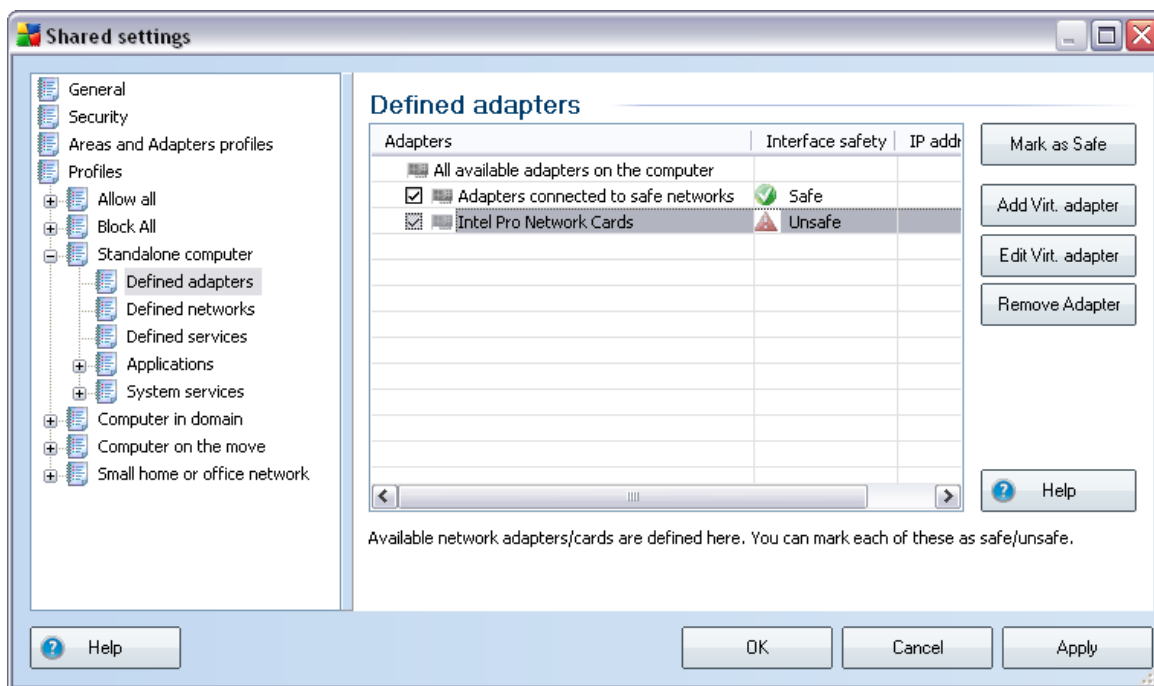 Shared settings
General
Security
Areas and Adapters profiles
Profiles
Allow all
Block All
Standalone computer
Defined adapters
Defined networks
Defined services
Applications
System services
Computer in domain
Computer on the move
Small home or office network
Defined adapters
Adapters Interface safety IP addr
All available adapters on the computer
Adapters connected to safe networks Safe
Intel Pro Network Cards Unsafe
Mark as Safe
Add Virt. adapter
Edit Virt. adapter
Remove Adapter
Help
Available network adapters/cards are defined here. You can mark each of these as safe/unsafe.
Help
OK
Cancel
Apply